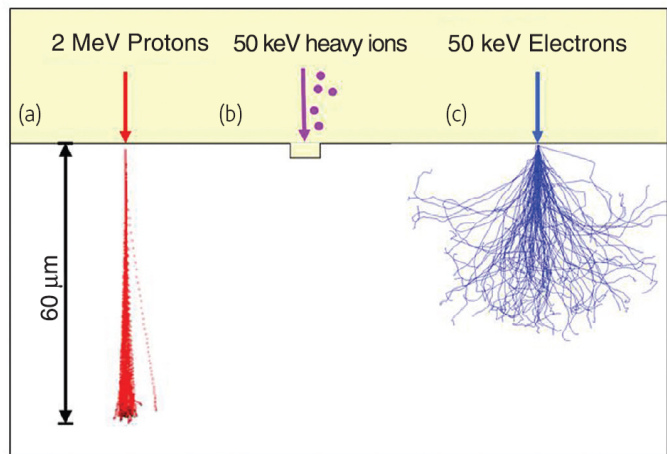 2 MeV Protons
50 keV heavy ions
50 keV Electrons
(a)
(b)
(c)
60 µm